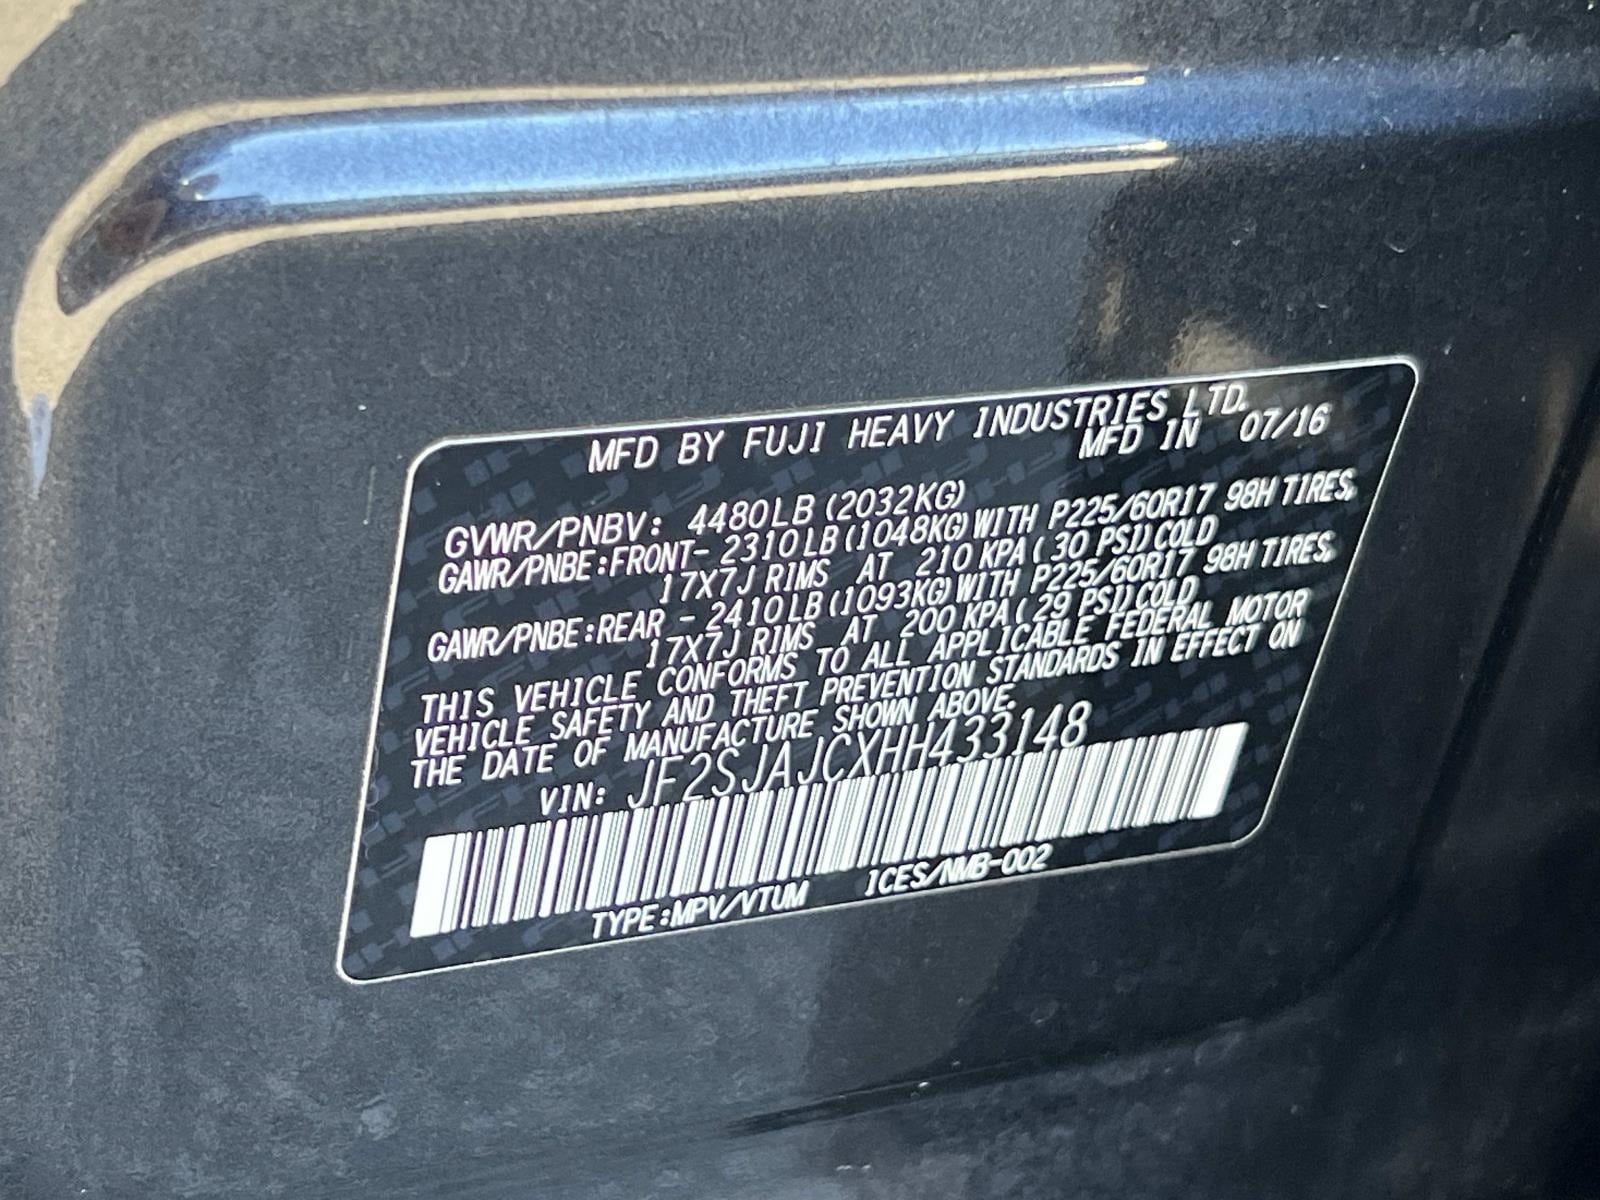 MFD BY FUJI HEAVY INDUSTRIES LTD.
MFD IN 07/16
GVWR/PNBV: 4480LB (2032KG)
GAWR/PNBE:FRONT- 2310LB (1048KG) WITH P225/60R17 98H TIRES,
17X7J RIMS AT 210 KPA ( 30 PSI) COLD
GAWR/PNBE:REAR - 2410LB (1093KG) WITH P225/60R17 98H TIRES,
17X7J RIMS AT 200 KPA ( 29 PSI) COLD
THIS VEHICLE CONFORMS TO ALL APPLICABLE FEDERAL MOTOR
VEHICLE SAFETY AND THEFT PREVENTION STANDARDS IN EFFECT ON
THE DATE OF MANUFACTURE SHOWN ABOVE.
VIN: JF2SJAJCXHH433148
TYPE:MPV/VTUM ICES/NMB-002